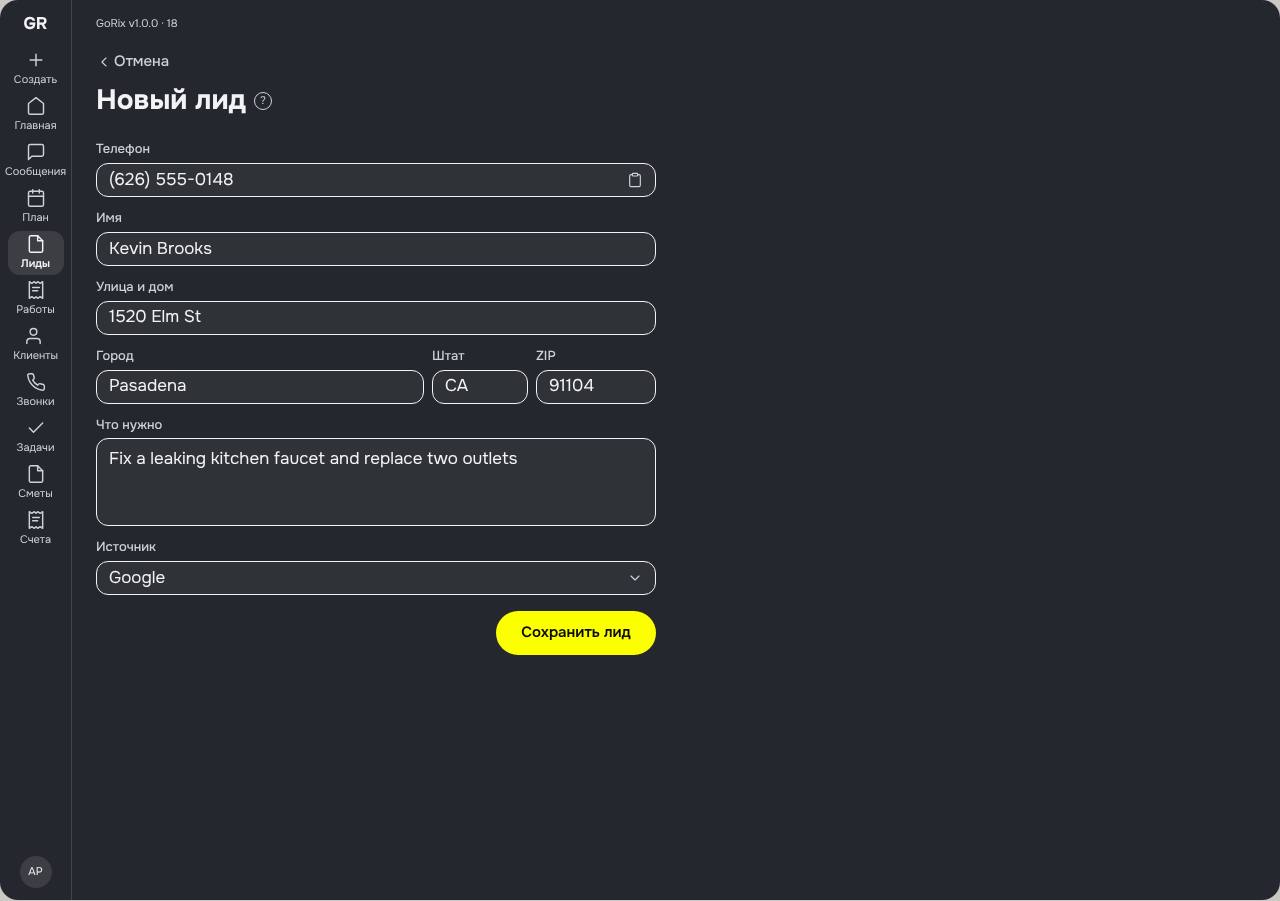 GR
GoRix v1.0.0 · 18
Создать
Главная
Сообщения
План
Лиды
Работы
Клиенты
Звонки
Задачи
Сметы
Счета
AP
Отмена
Новый лид ?
Телефон
(626) 555-0148
Имя
Kevin Brooks
Улица и дом
1520 Elm St
Город Штат ZIP
Pasadena CA 91104
Что нужно
Fix a leaking kitchen faucet and replace two outlets
Источник
Google
Сохранить лид